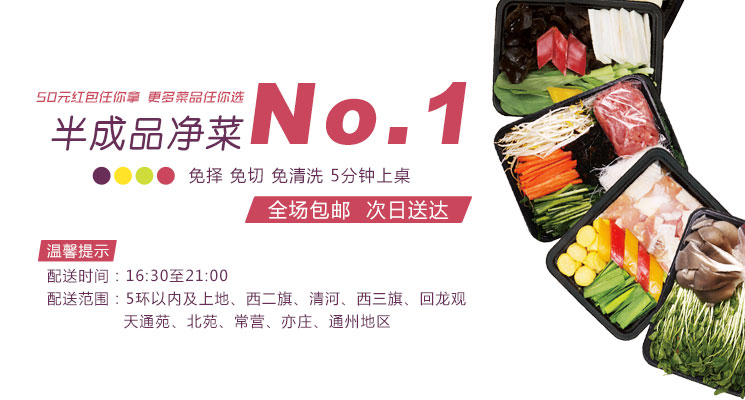 50元红包任你拿 更多菜品任你选
半成品净菜 No.1
免择 免切 免清洗 5分钟上桌
全场包邮 次日送达
温馨提示
配送时间：16:30至21:00
配送范围：5环以内及上地、西二旗、清河、西三旗、回龙观
天通苑、北苑、常营、亦庄、通州地区